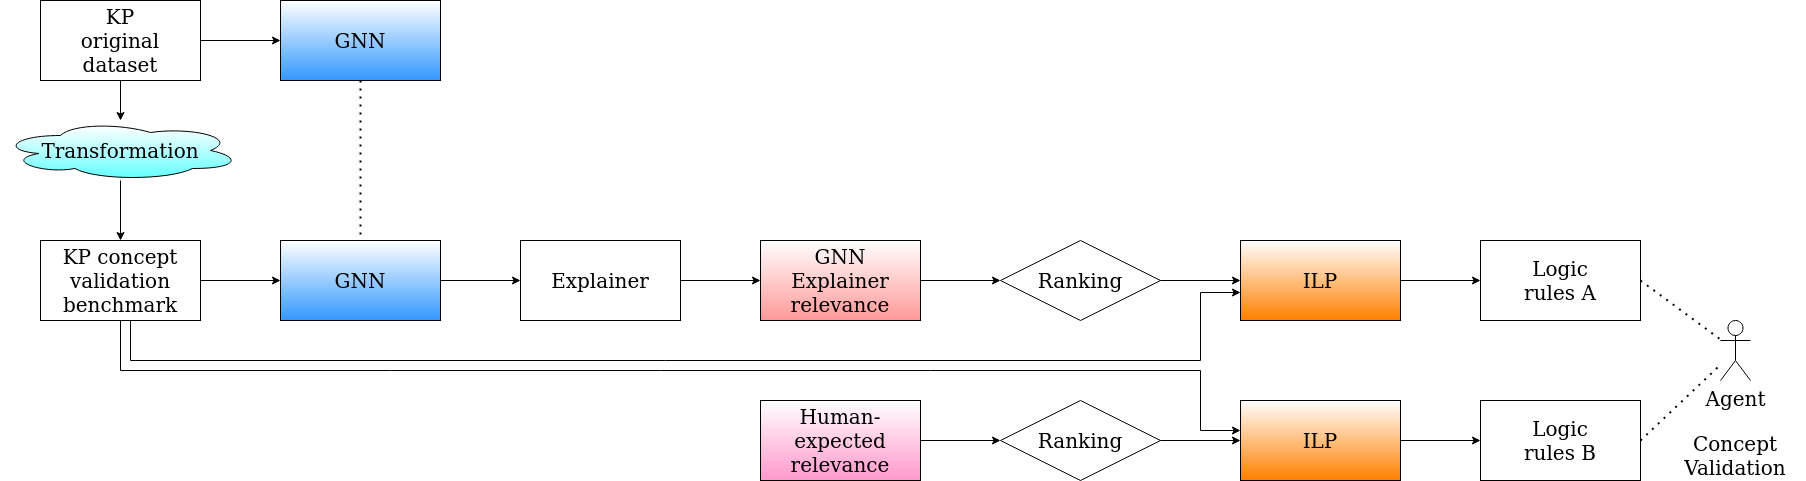 KP
original
dataset
GNN
Transformation
KP concept
validation
benchmark
GNN
Explainer
GNN
Explainer
relevance
Ranking
ILP
Logic
rules A
Human-
expected
relevance
Ranking
ILP
Logic
rules B
Agent
Concept
Validation